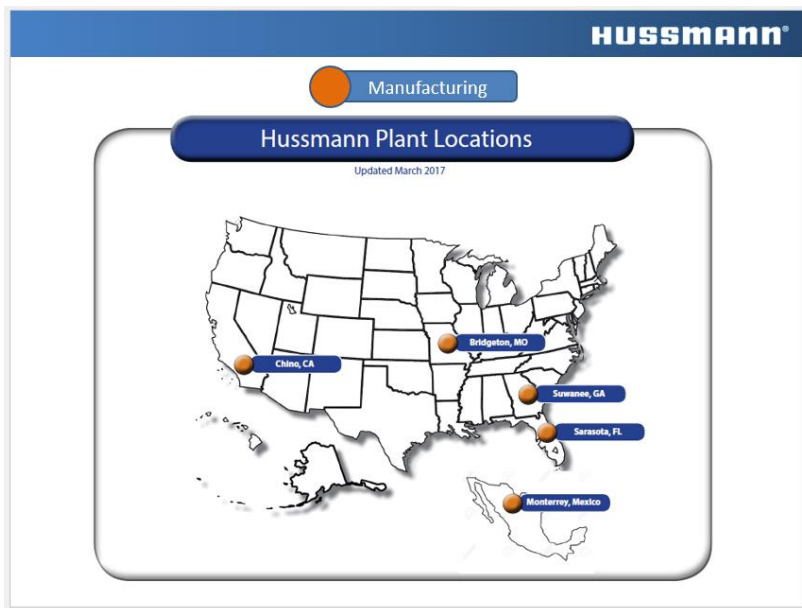 HUSSMANN®
Manufacturing
Hussmann Plant Locations
Updated March 2017
Bridgeton, MO
Chino, CA
Suwanee, GA
Sarasota, FL
Monterrey, Mexico